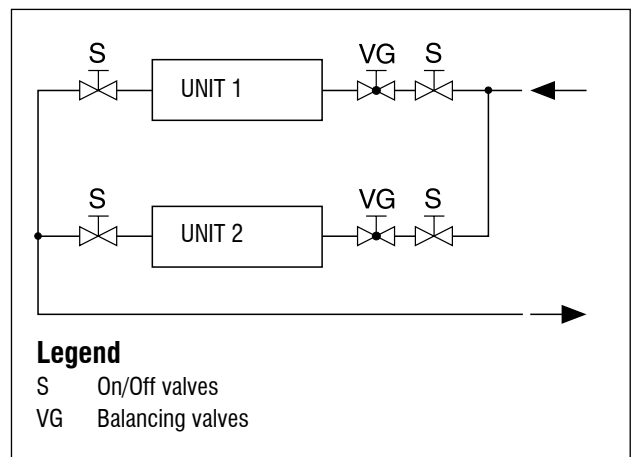 S VG S
UNIT 1
S VG S
UNIT 2
Legend
S On/Off valves
VG Balancing valves